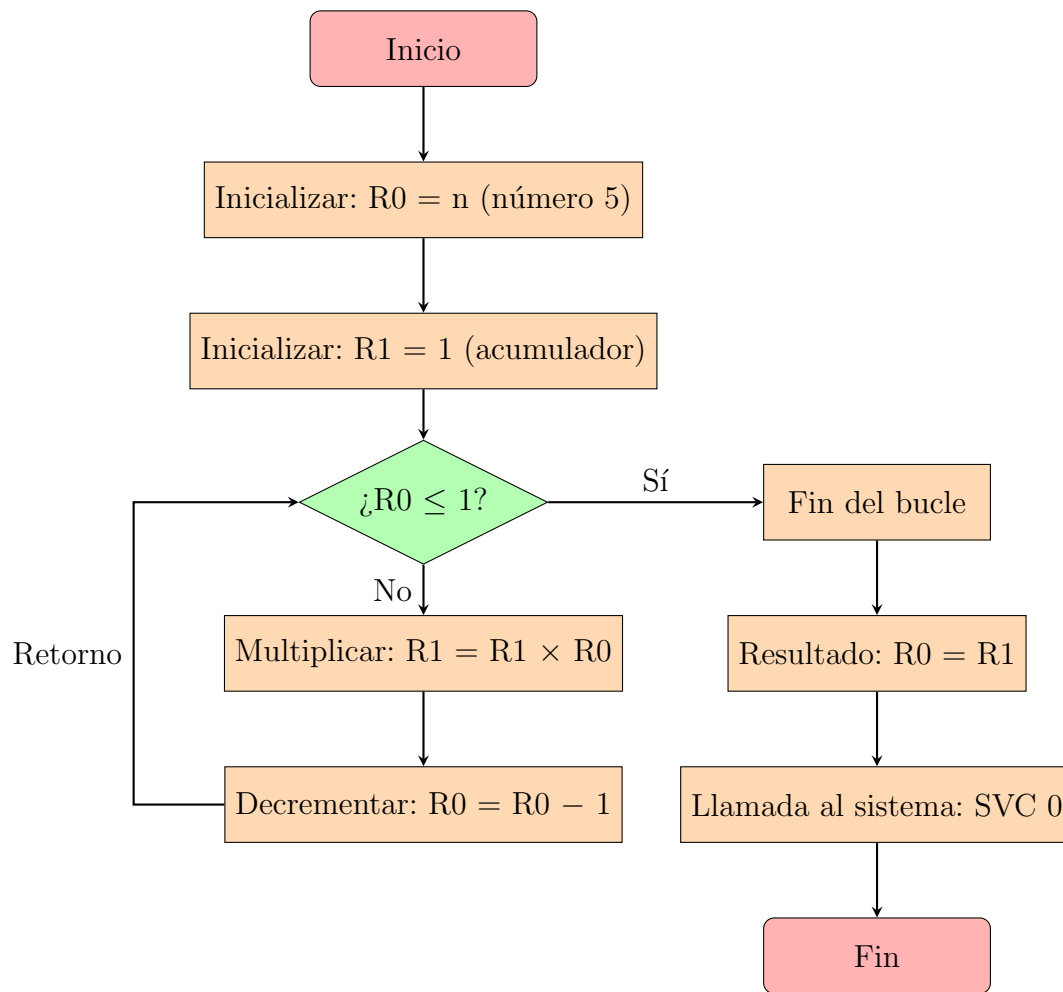 Inicio
Inicializar: R0 = n (número 5)
Inicializar: R1 = 1 (acumulador)
¿R0 ≤ 1?
Sí
Fin del bucle
No
Multiplicar: R1 = R1 × R0
Retorno
Resultado: R0 = R1
Decrementar: R0 = R0 − 1
Llamada al sistema: SVC 0
Fin